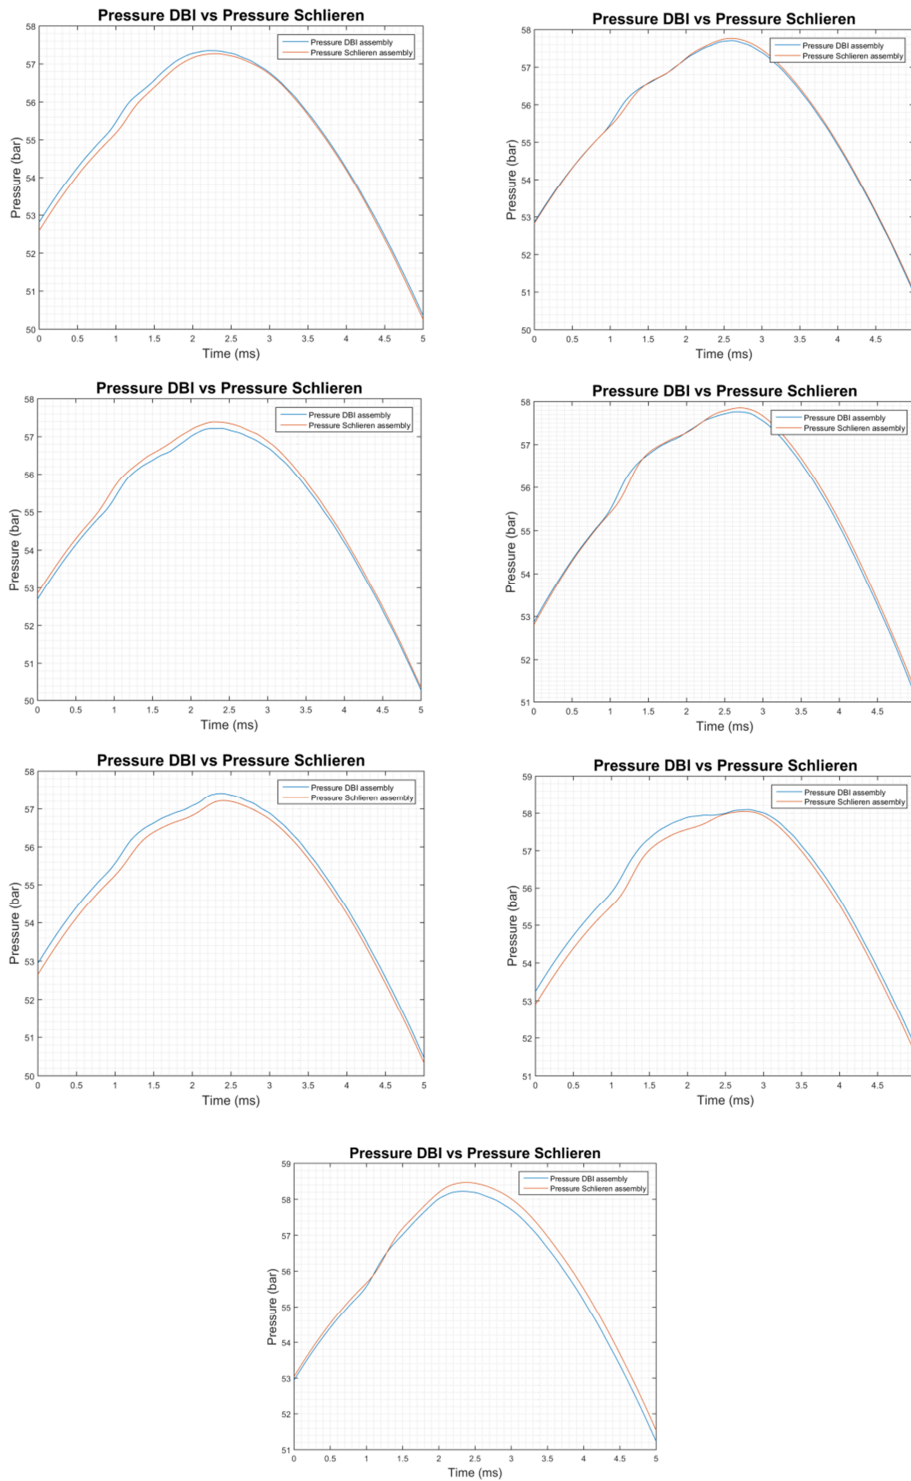 Pressure DBI vs Pressure Schlieren
58
Pressure DBI assembly
Pressure Schlieren assembly
57
56
55
54
53
52
51
50
Pressure (bar)
0 0.5 1 1.5 2 2.5 3 3.5 4 4.5 5
Time (ms)
Pressure DBI vs Pressure Schlieren
58
Pressure DBI assembly
Pressure Schlieren assembly
57
56
55
54
53
52
51
50
Pressure (bar)
0 0.5 1 1.5 2 2.5 3 3.5 4 4.5
Time (ms)
Pressure DBI vs Pressure Schlieren
58
Pressure DBI assembly
Pressure Schlieren assembly
57
56
55
54
53
52
51
50
Pressure (bar)
0 0.5 1 1.5 2 2.5 3 3.5 4 4.5 5
Time (ms)
Pressure DBI vs Pressure Schlieren
58
Pressure DBI assembly
Pressure Schlieren assembly
57
56
55
54
53
52
51
Pressure (bar)
0 0.5 1 1.5 2 2.5 3 3.5 4 4.5
Time (ms)
Pressure DBI vs Pressure Schlieren
58
Pressure DBI assembly
Pressure Schlieren assembly
57
56
55
54
53
52
51
50
Pressure (bar)
0 0.5 1 1.5 2 2.5 3 3.5 4 4.5 5
Time (ms)
Pressure DBI vs Pressure Schlieren
59
Pressure DBI assembly
Pressure Schlieren assembly
58
57
56
55
54
53
52
51
Pressure (bar)
0 0.5 1 1.5 2 2.5 3 3.5 4 4.5
Time (ms)
Pressure DBI vs Pressure Schlieren
59
Pressure DBI assembly
Pressure Schlieren assembly
58
57
56
55
54
53
52
51
Pressure (bar)
0 0.5 1 1.5 2 2.5 3 3.5 4 4.5 5
Time (ms)